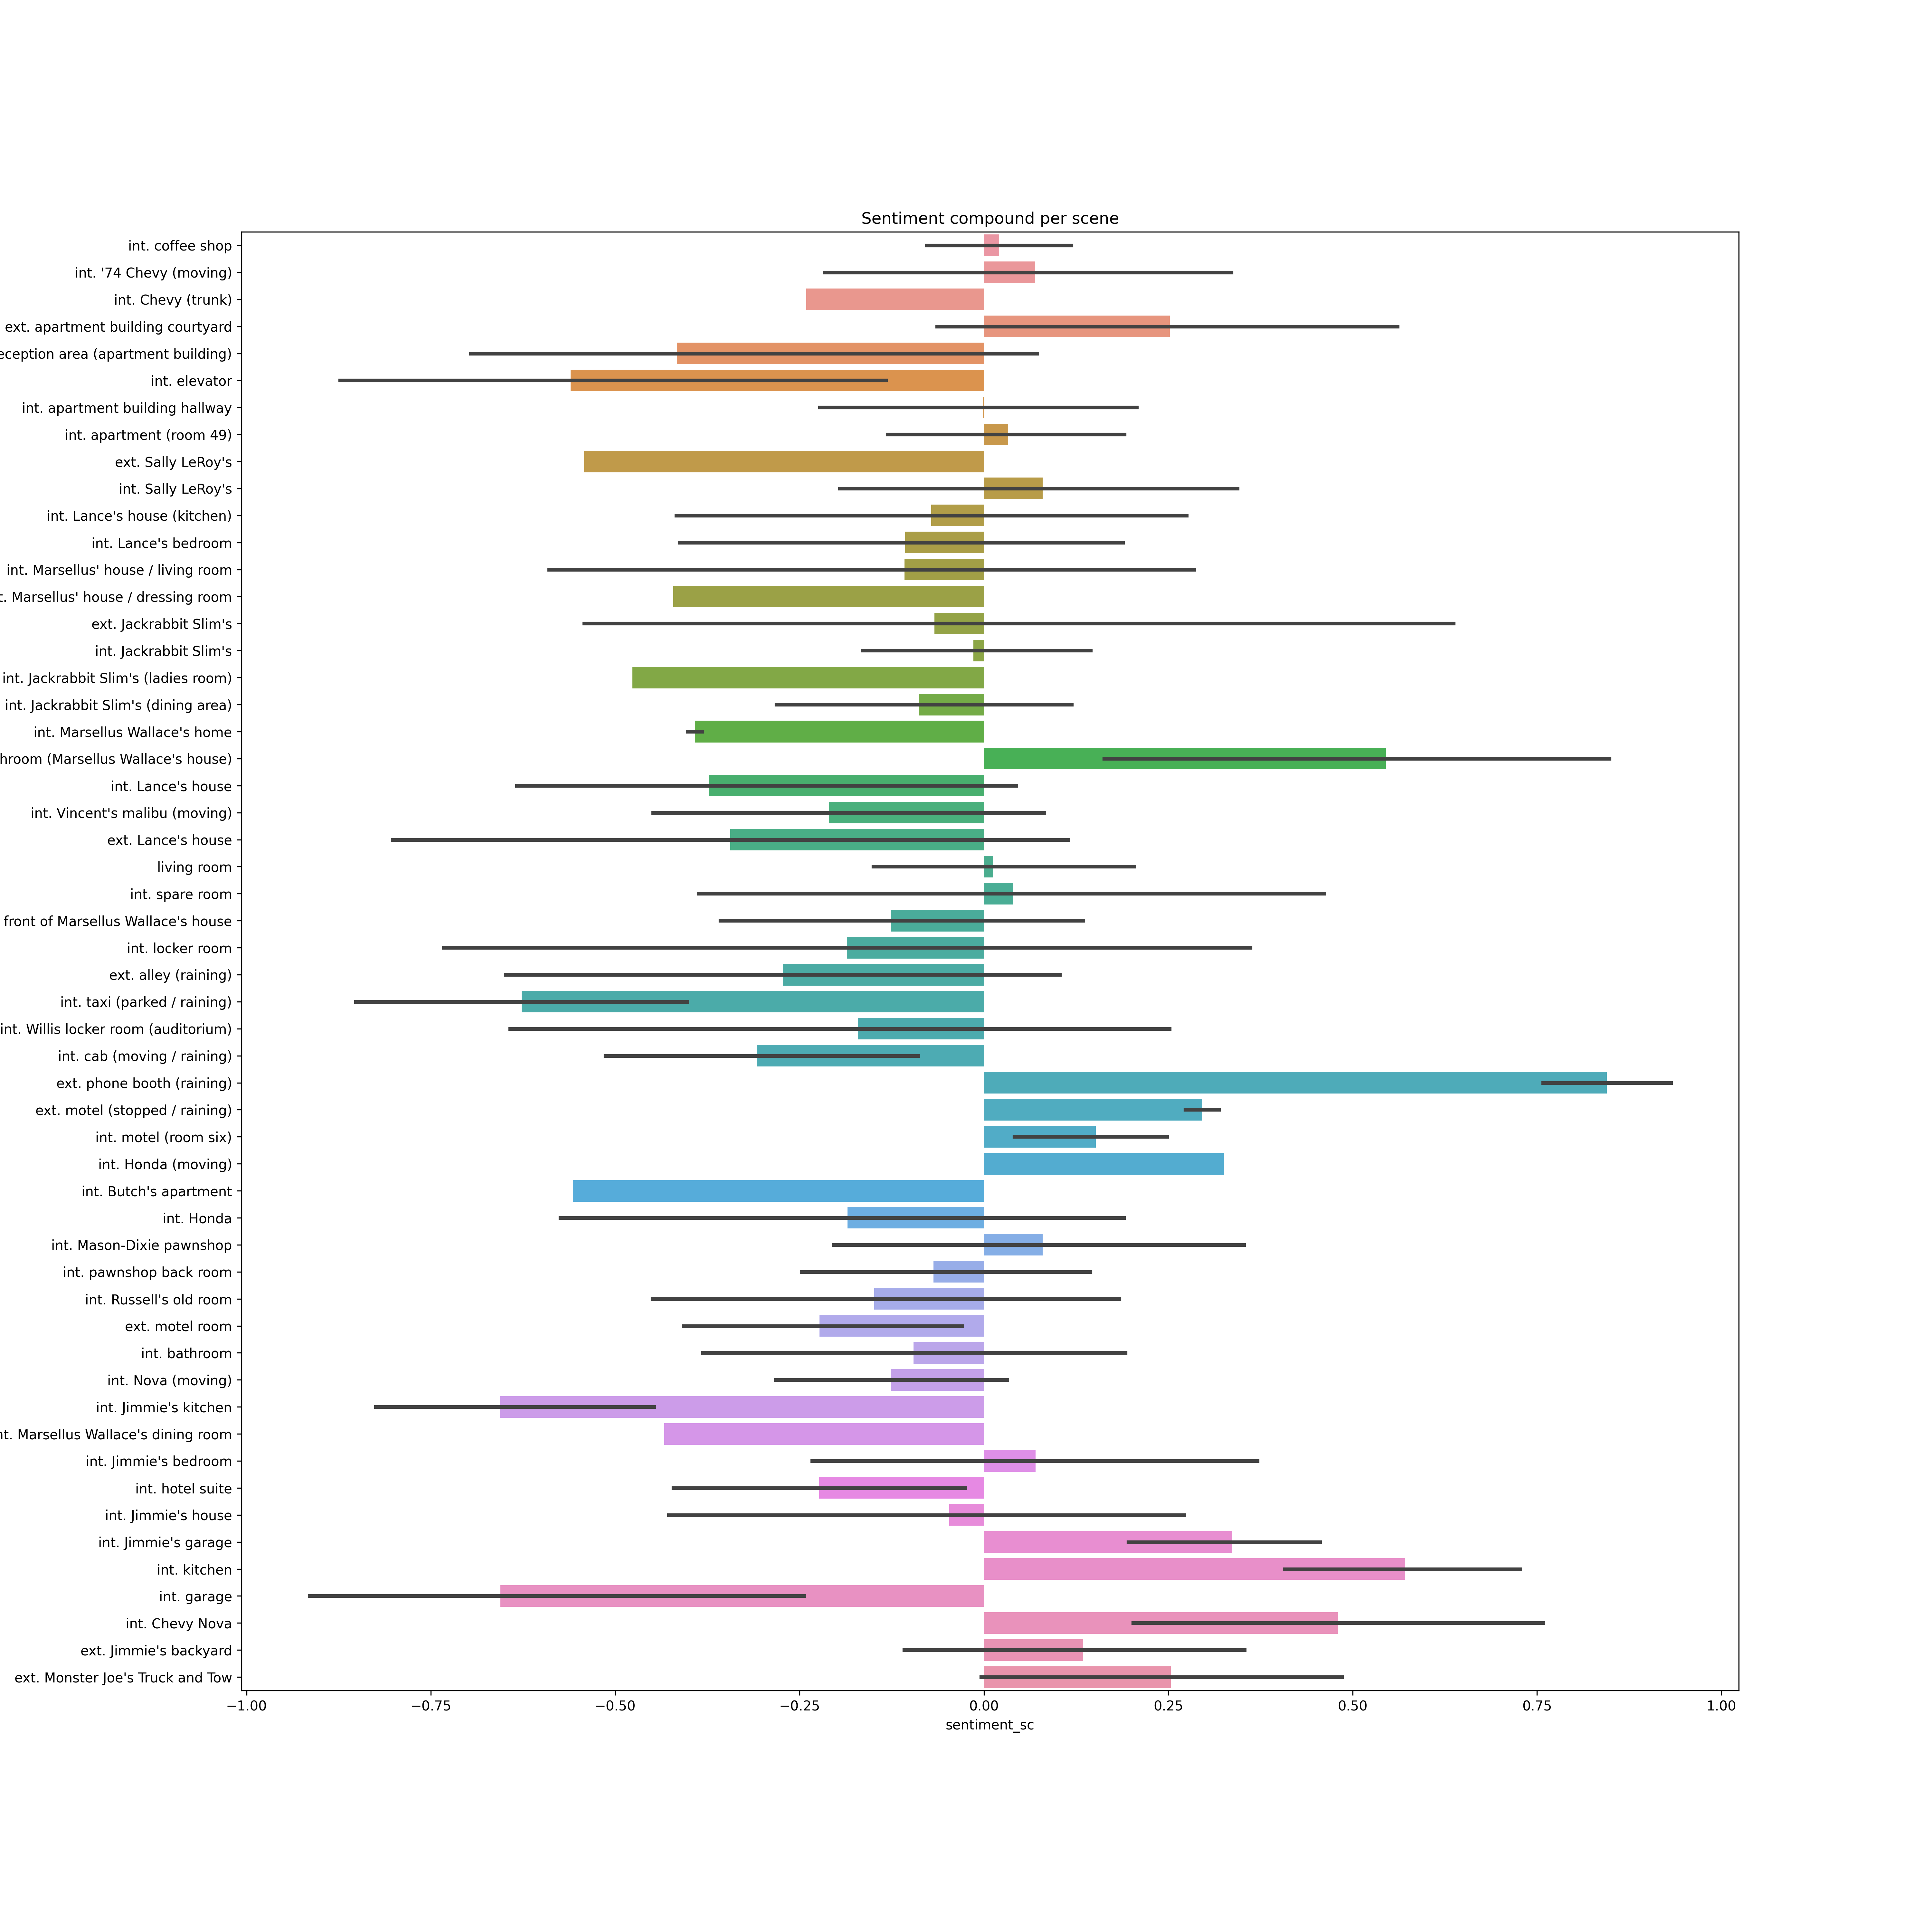 Sentiment compound per scene
int. coffee shop
int. '74 Chevy (moving)
int. Chevy (trunk)
ext. apartment building courtyard
eception area (apartment building)
int. elevator
int. apartment building hallway
int. apartment (room 49)
ext. Sally LeRoy's
int. Sally LeRoy's
int. Lance's house (kitchen)
int. Lance's bedroom
int. Marsellus' house / living room
t. Marsellus' house / dressing room
ext. Jackrabbit Slim's
int. Jackrabbit Slim's
int. Jackrabbit Slim's (ladies room)
int. Jackrabbit Slim's (dining area)
int. Marsellus Wallace's home
hroom (Marsellus Wallace's house)
int. Lance's house
int. Vincent's malibu (moving)
ext. Lance's house
living room
int. spare room
front of Marsellus Wallace's house
int. locker room
ext. alley (raining)
int. taxi (parked / raining)
int. Willis locker room (auditorium)
int. cab (moving / raining)
ext. phone booth (raining)
ext. motel (stopped / raining)
int. motel (room six)
int. Honda (moving)
int. Butch's apartment
int. Honda
int. Mason-Dixie pawnshop
int. pawnshop back room
int. Russell's old room
ext. motel room
int. bathroom
int. Nova (moving)
int. Jimmie's kitchen
nt. Marsellus Wallace's dining room
int. Jimmie's bedroom
int. hotel suite
int. Jimmie's house
int. Jimmie's garage
int. kitchen
int. garage
int. Chevy Nova
ext. Jimmie's backyard
ext. Monster Joe's Truck and Tow
−1.00 −0.75 −0.50 −0.25 0.00 0.25 0.50 0.75 1.00
sentiment_sc